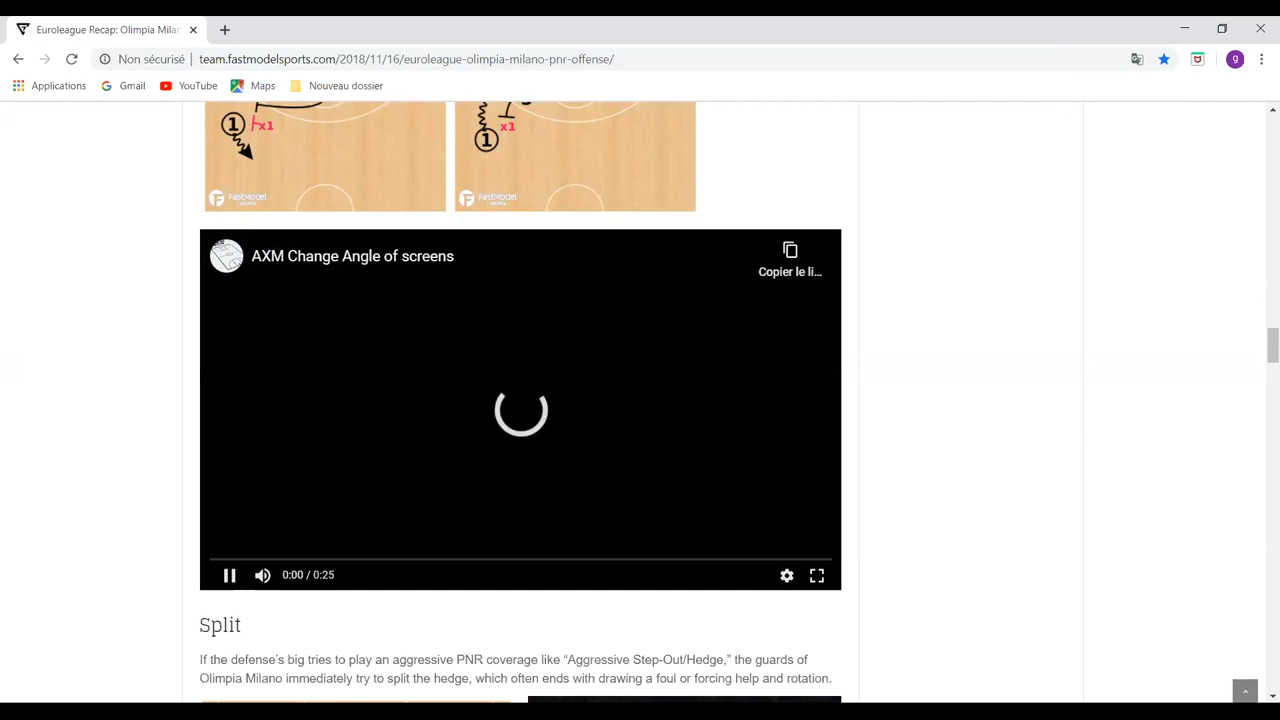 Euroleague Recap: Olimpia Milan
Non sécurisé | team.fastmodelsports.com/2018/11/16/euroleague-olimpia-milano-pnr-offense/
g
Applications Gmail YouTube Maps Nouveau dossier
1 x1
x1
1
FastModel
FastModel
AXM Change Angle of screens
Copier le li...
0:00 / 0:25
Split
If the defense's big tries to play an aggressive PNR coverage like “Aggressive Step-Out/Hedge,” the guards of
Olimpia Milano immediately try to split the hedge, which often ends with drawing a foul or forcing help and rotation.